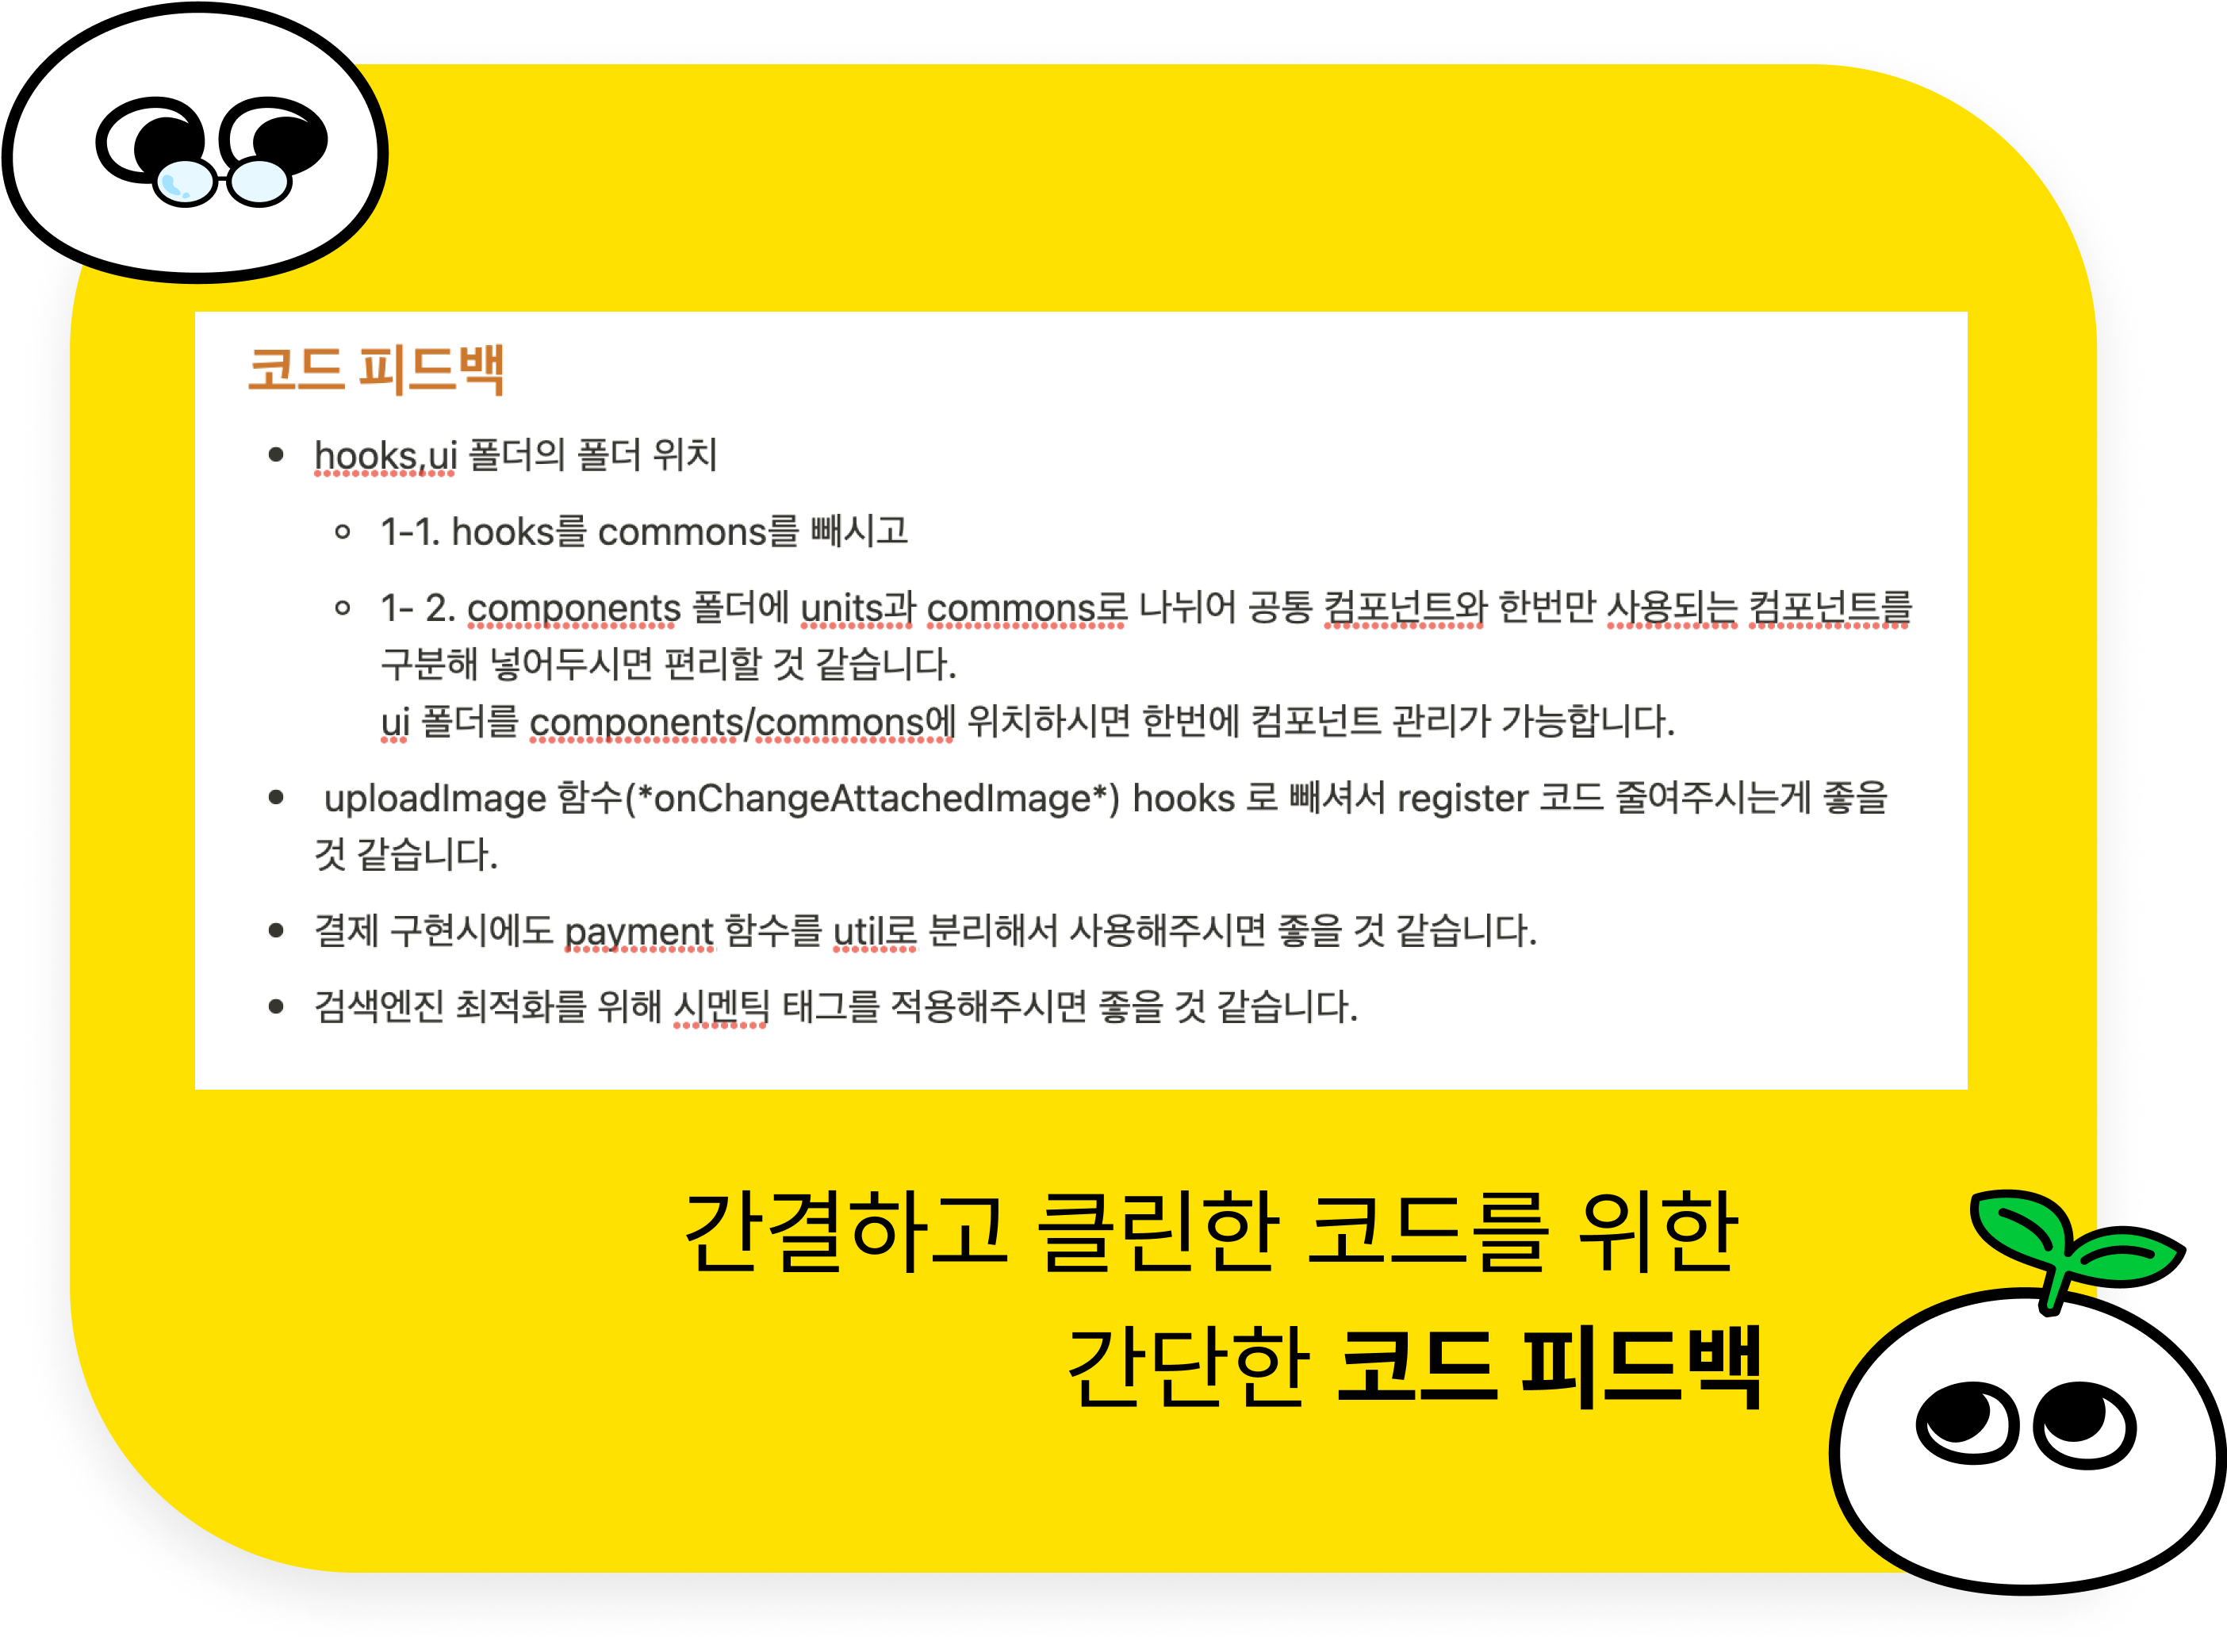 코드 피드백
hooks,ui 폴더의 폴더 위치
1-1. hooks를 commons를 빼시고
1- 2. components 폴더에 units과 commons로 나뉘어 공통 컴포넌트와 한번만 사용되는 컴포넌트를
구분해 넣어두시면 편리할 것 같습니다.
ui 폴더를 components/commons에 위치하시면 한번에 컴포넌트 관리가 가능합니다.
uploadImage 함수(*onChangeAttachedImage*) hooks 로 빼셔서 register 코드 줄여주시는게 좋을
것 같습니다.
결제 구현시에도 payment 함수를 util로 분리해서 사용해주시면 좋을 것 같습니다.
검색엔진 최적화를 위해 시멘틱 태그를 적용해주시면 좋을 것 같습니다.
간결하고 클린한 코드를 위한
간단한 코드 피드백